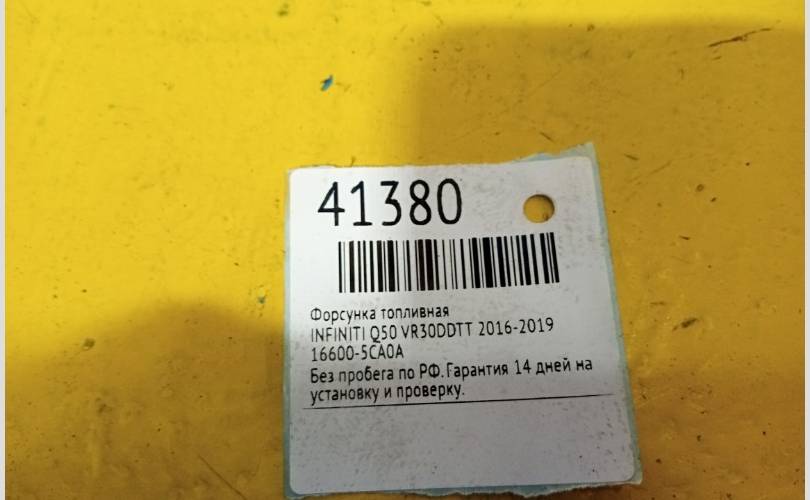 41380
Форсунка топливная
INFINITI Q50 VR30DDTT 2016-2019
16600-5CA0A
Без пробега по РФ.Гарантия 14 дней на
установку и проверку.